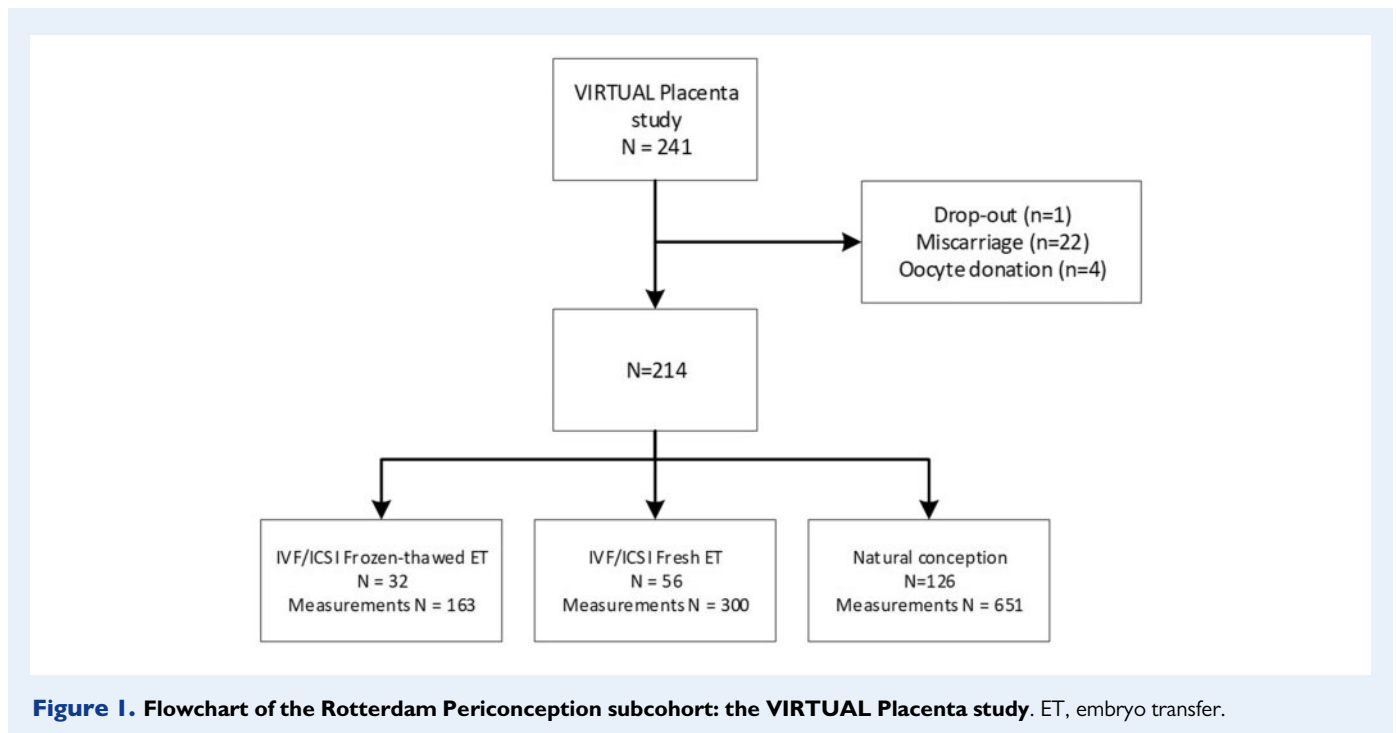 VIRTUAL Placenta
study
N = 241
Drop-out (n=1)
Miscarriage (n=22)
Oocyte donation (n=4)
N=214
IVF/ICSI Frozen-thawed ET
N = 32
Measurements N = 163
IVF/ICSI Fresh ET
N = 56
Measurements N = 300
Natural conception
N=126
Measurements N = 651
Figure 1. Flowchart of the Rotterdam Periconception subcohort: the VIRTUAL Placenta study. ET, embryo transfer.